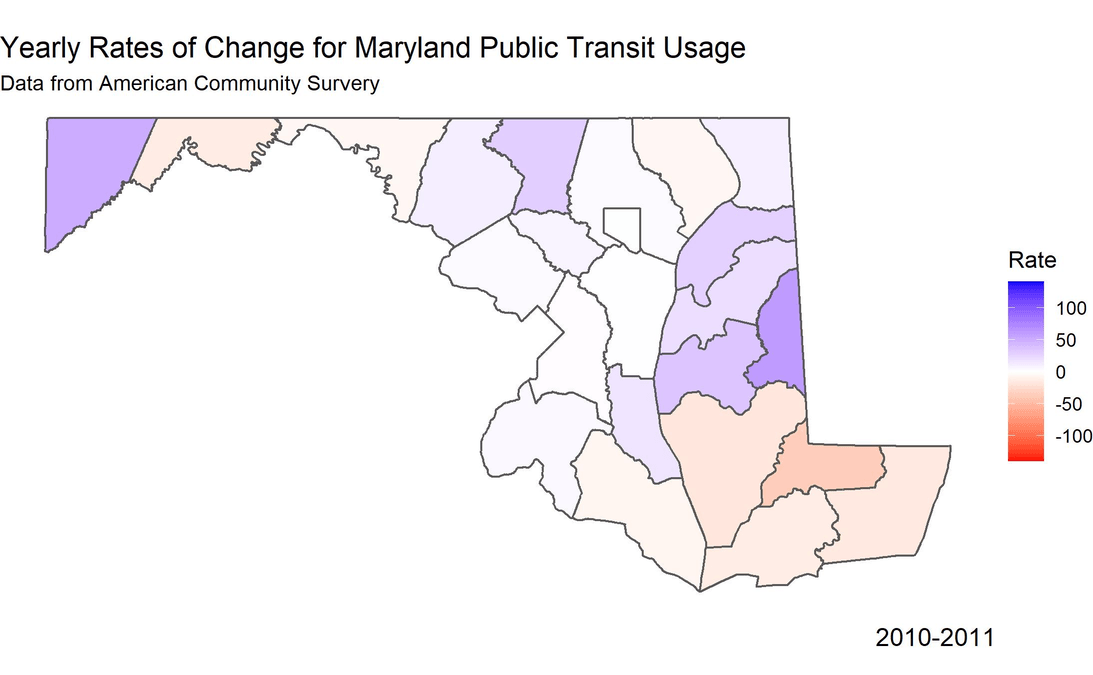 Yearly Rates of Change for Maryland Public Transit Usage
Data from American Community Survery
Rate
100
50
0
-50
-100
2010-2011